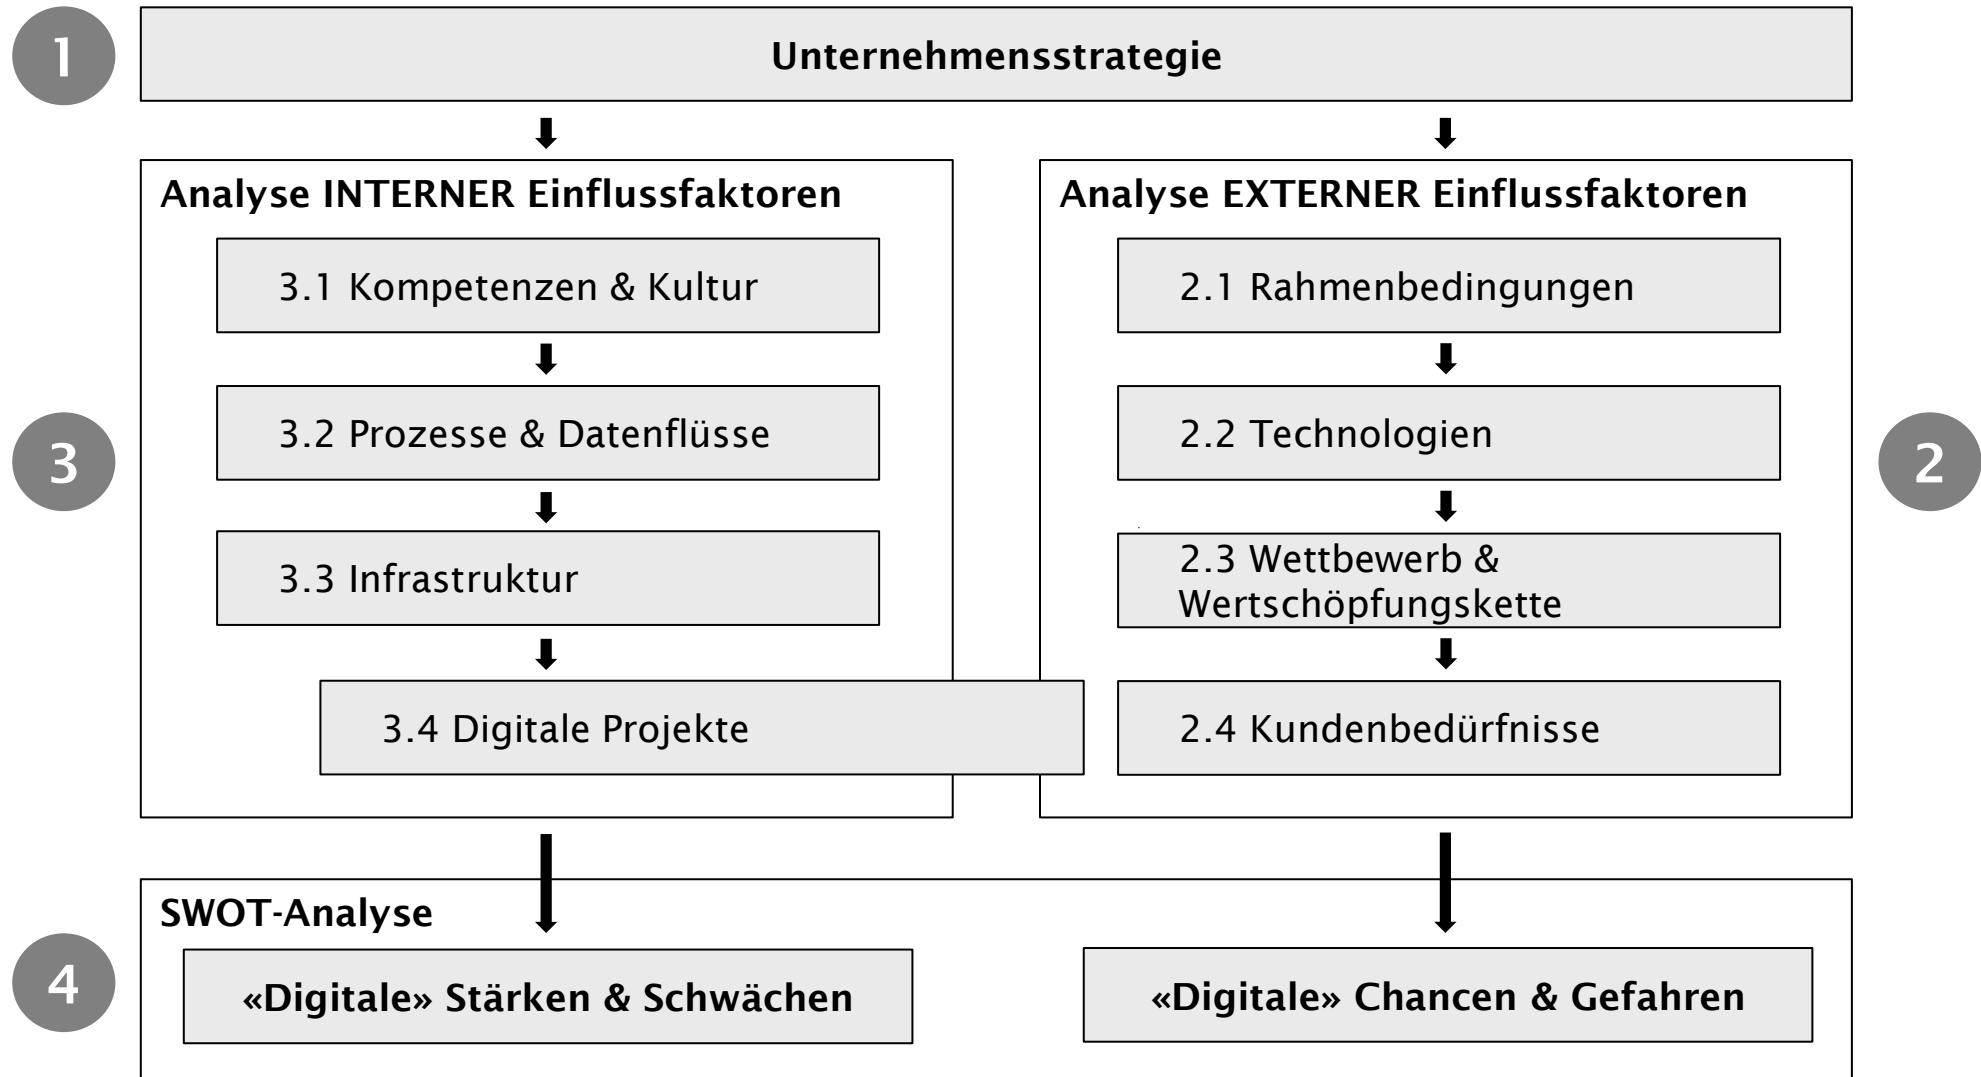 1
Unternehmensstrategie
Analyse INTERNER Einflussfaktoren
3.1 Kompetenzen & Kultur
3.2 Prozesse & Datenflüsse
3
3.3 Infrastruktur
3.4 Digitale Projekte
Analyse EXTERNER Einflussfaktoren
2.1 Rahmenbedingungen
2.2 Technologien
2
2.3 Wettbewerb &
Wertschöpfungskette
2.4 Kundenbedürfnisse
SWOT-Analyse
4
«Digitale» Stärken & Schwächen
«Digitale» Chancen & Gefahren